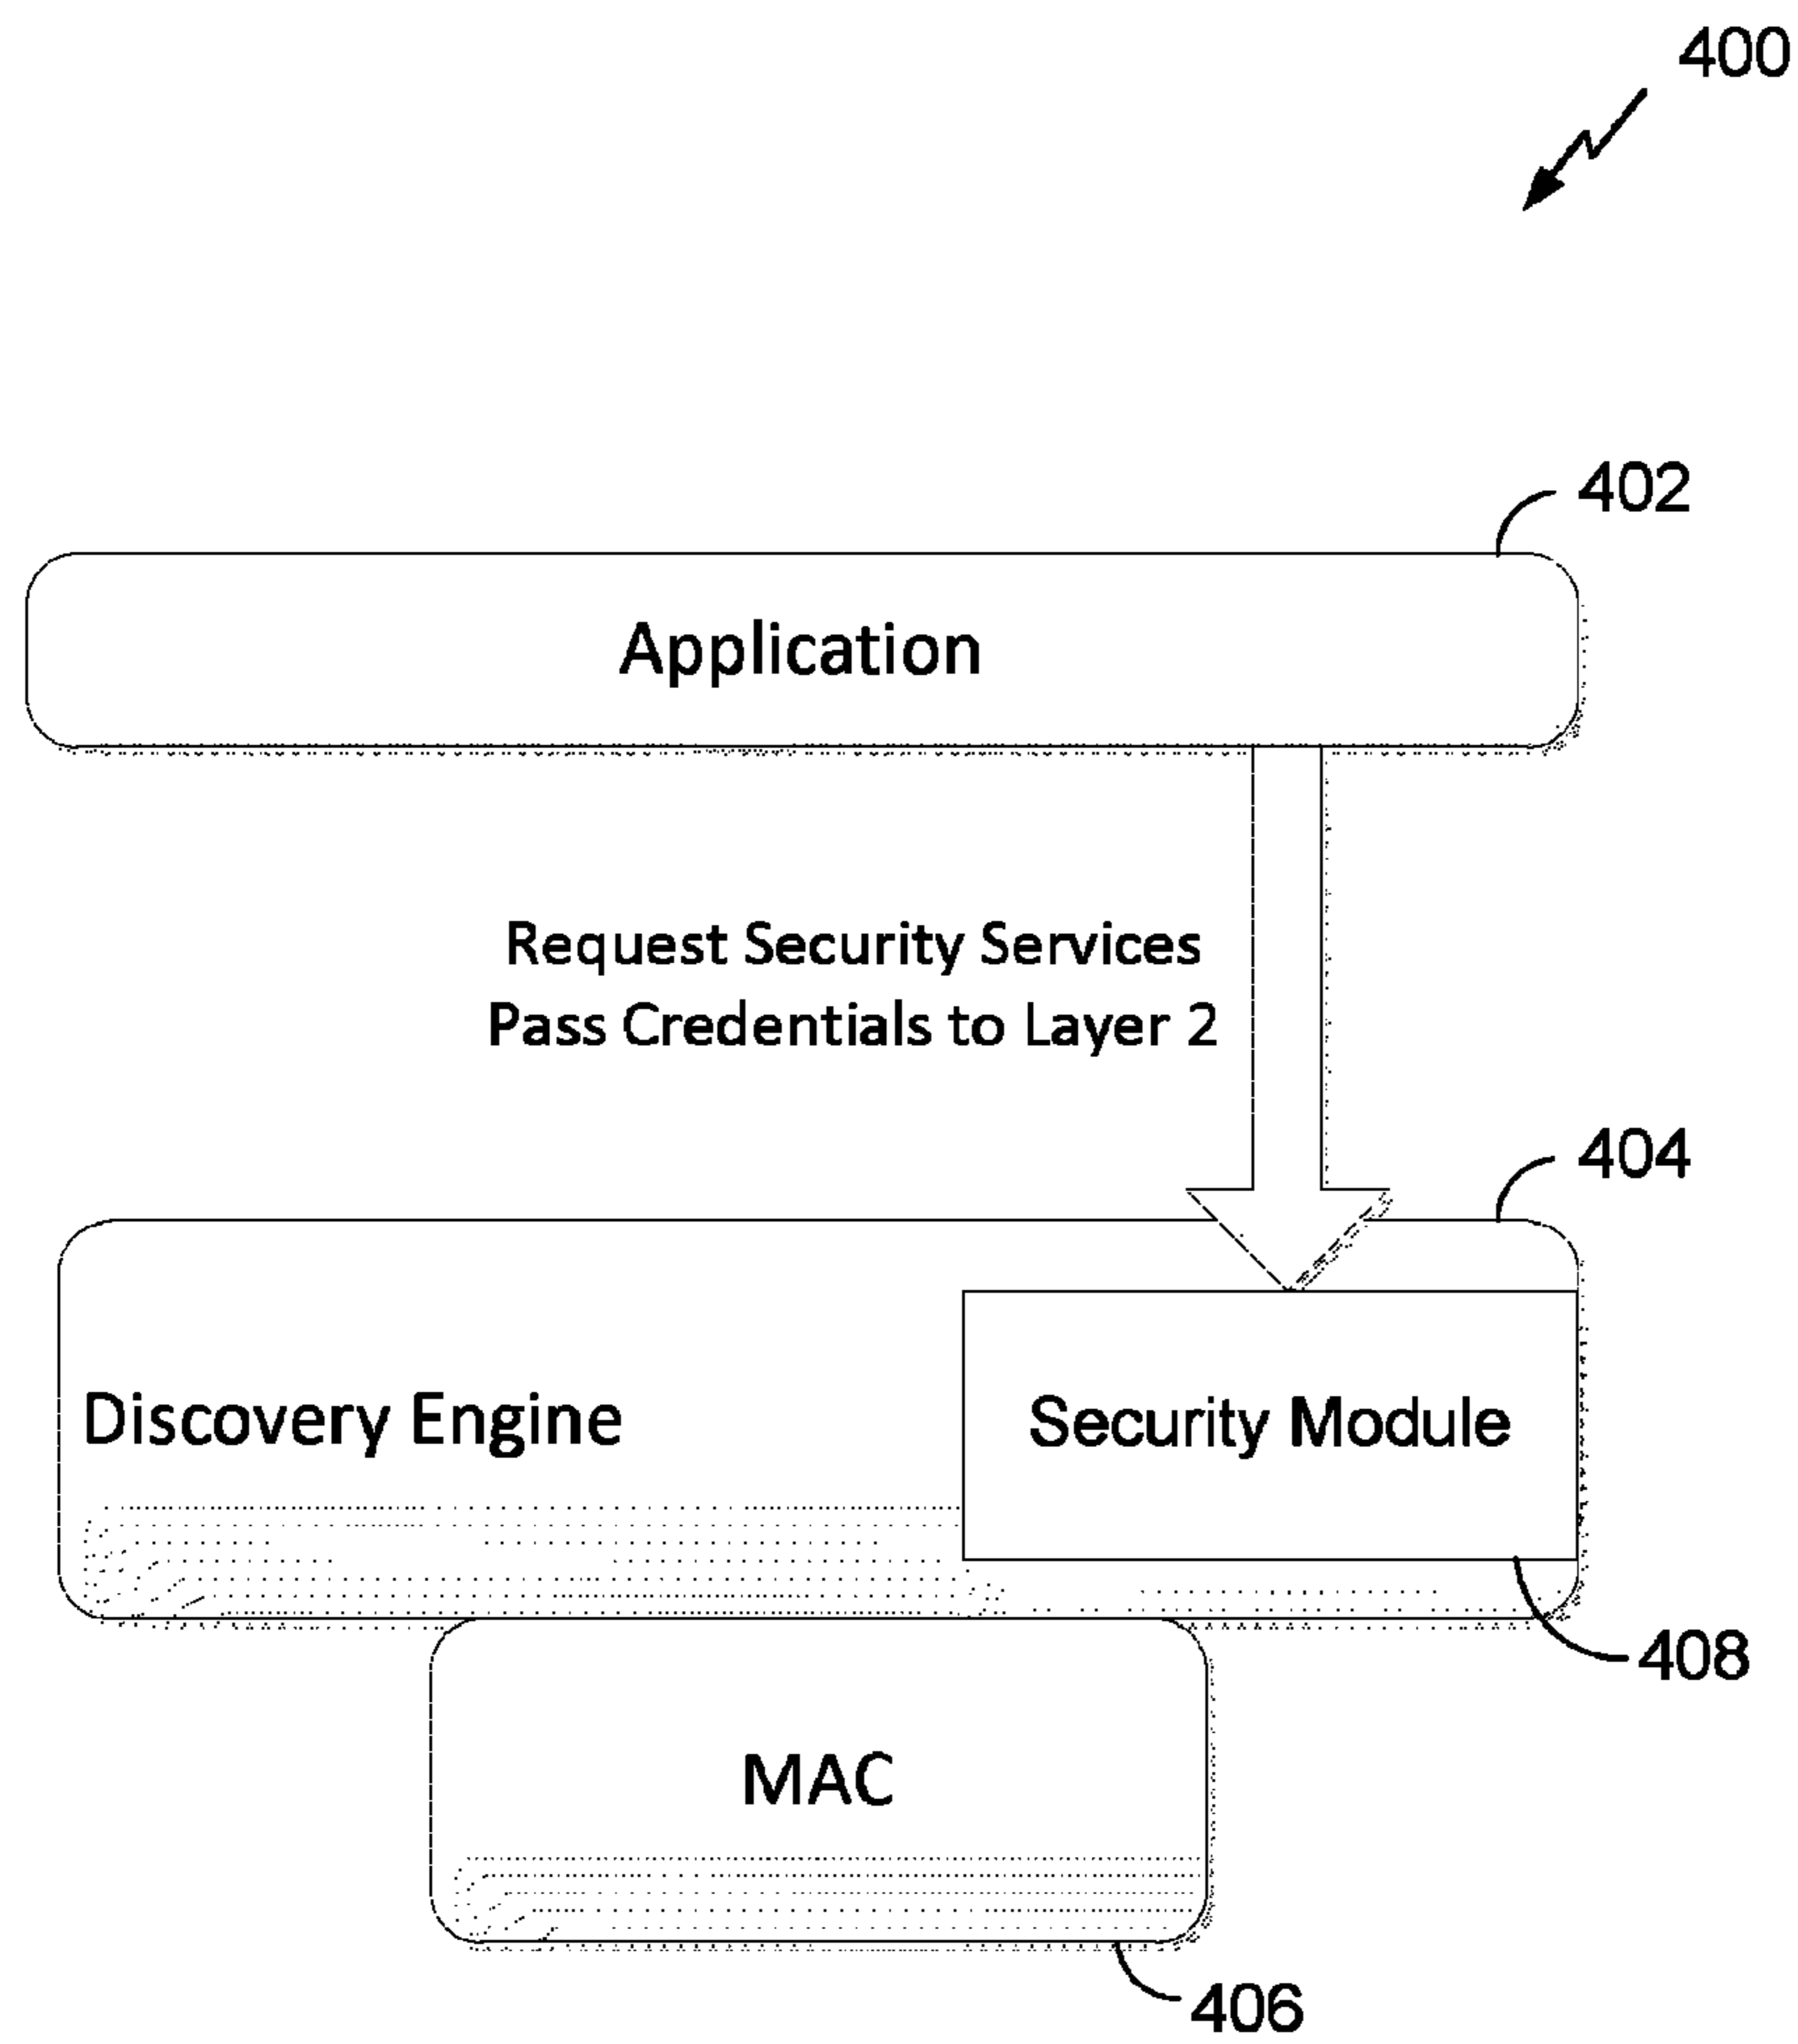 400
402
Application
Request Security Services
Pass Credentials to Layer 2
404
Discovery Engine
Security Module
408
MAC
406